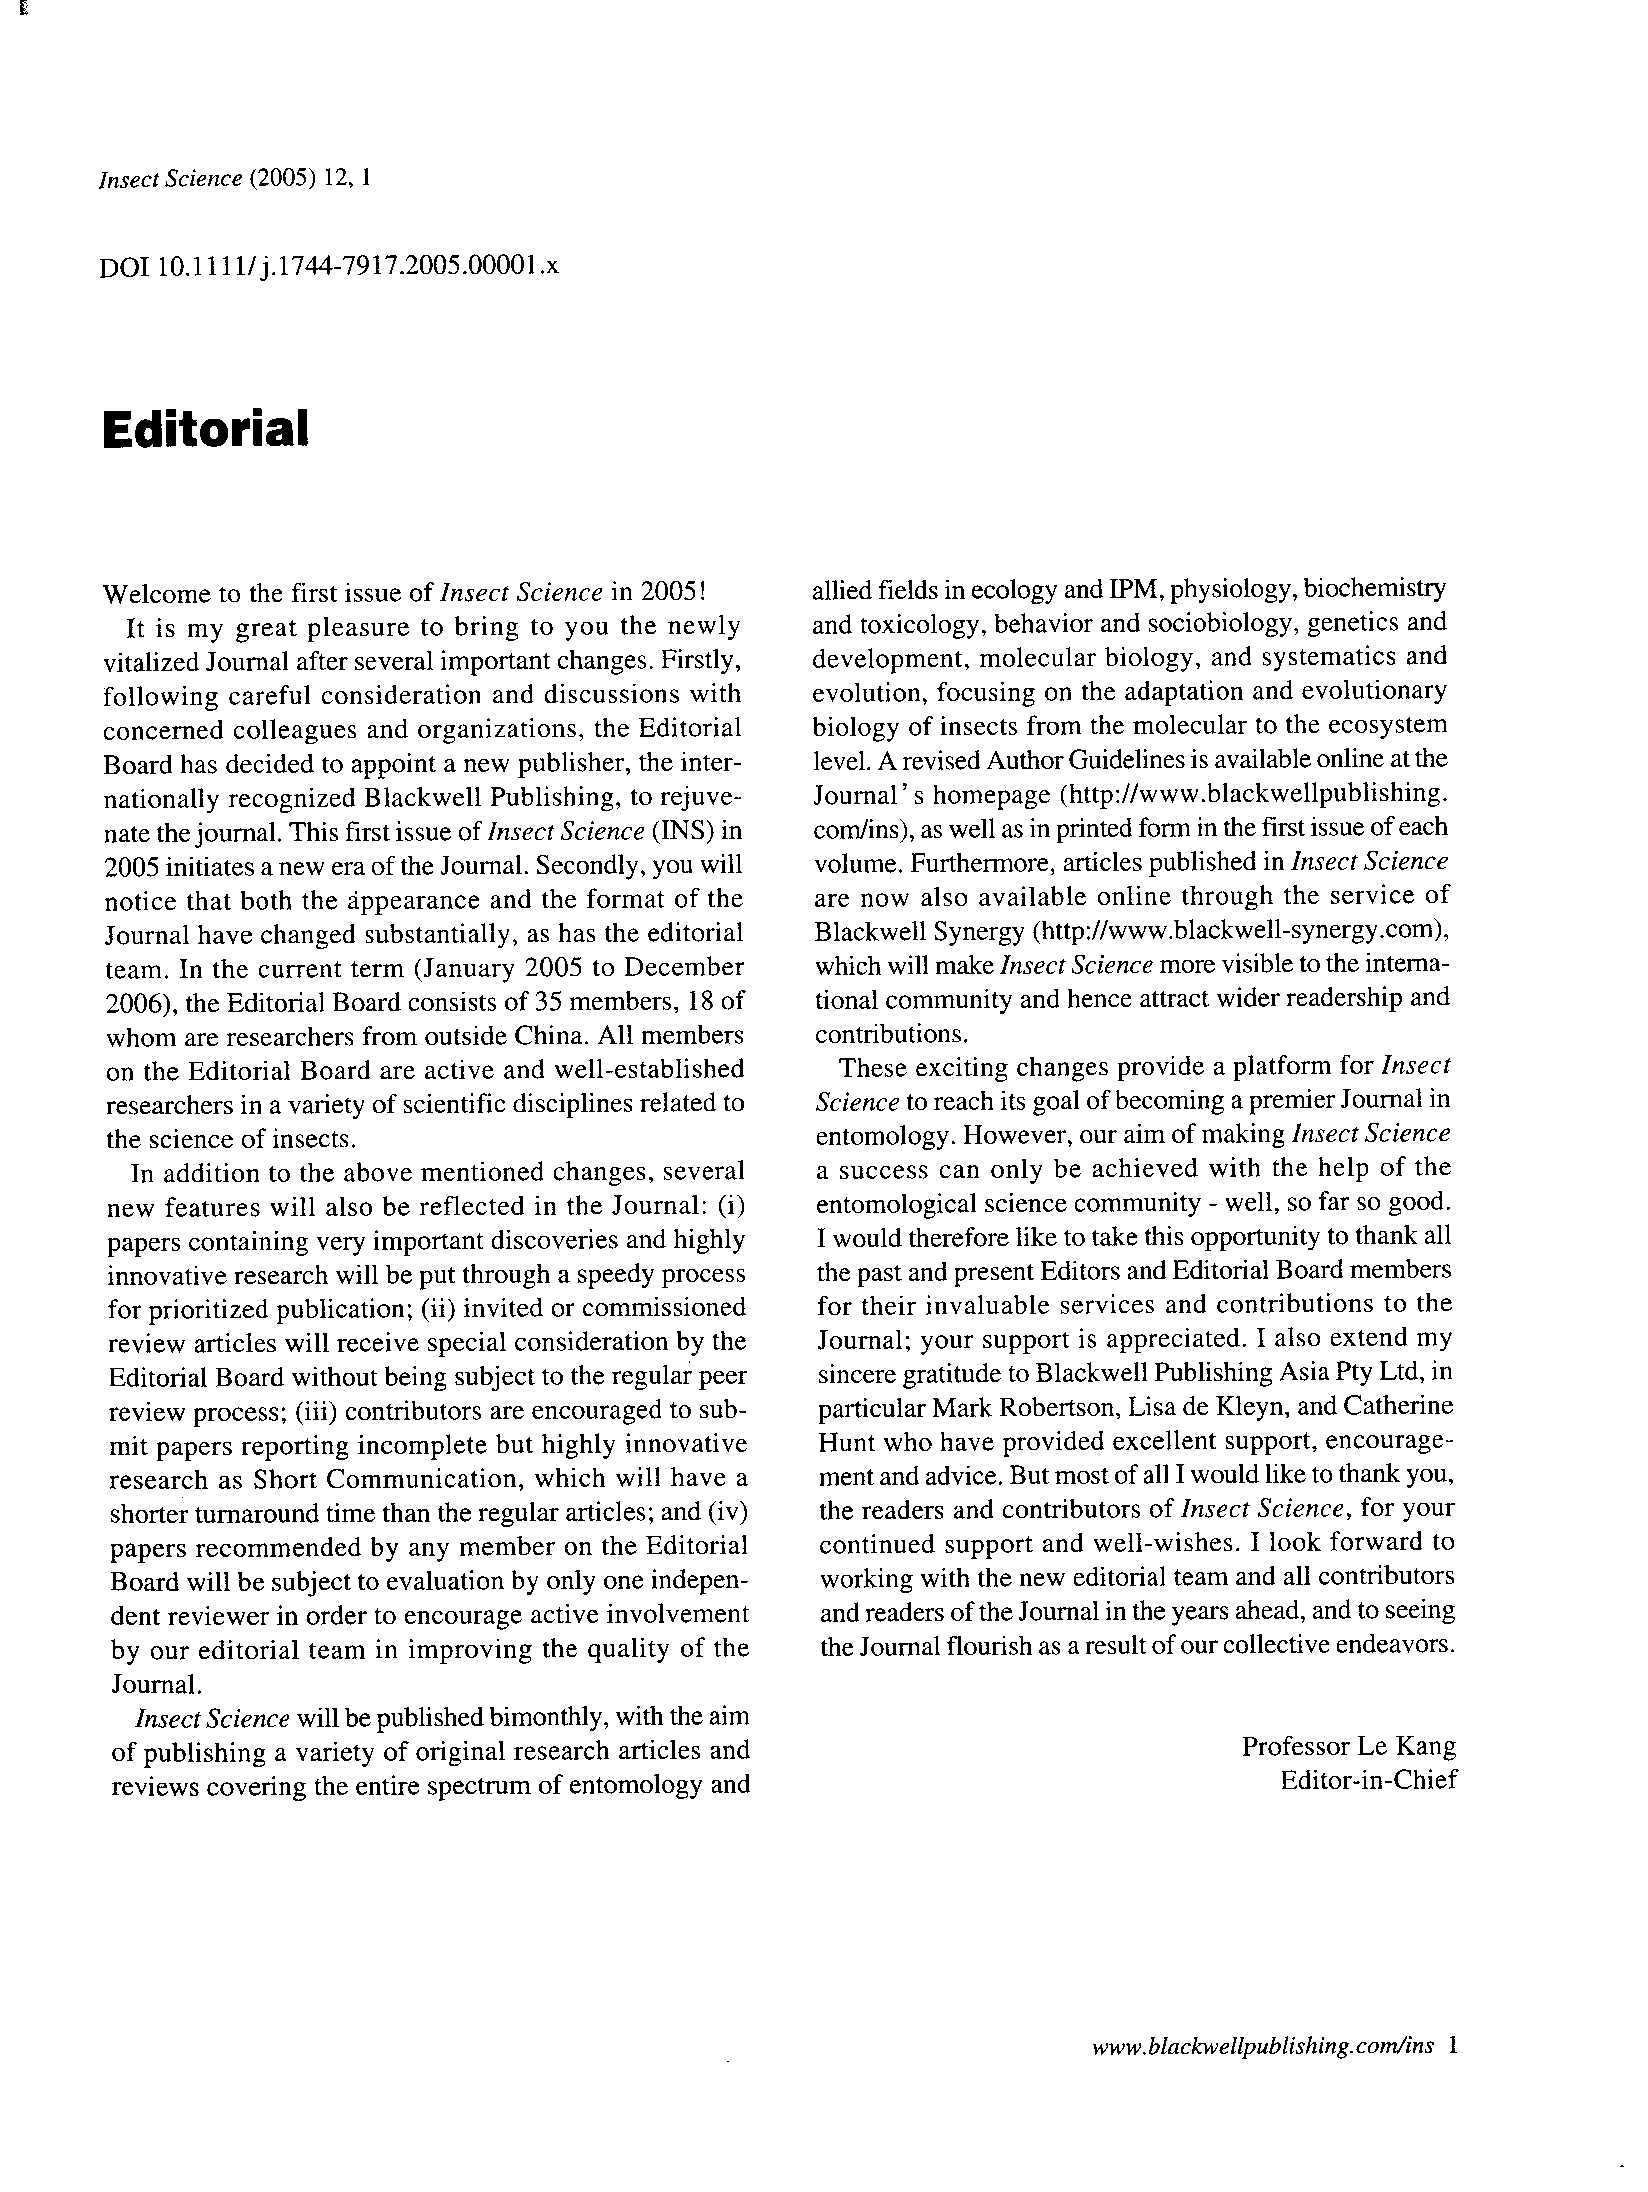 Insect Science (2005) 12, 1
DOI 10.1111/j.1744-7917.2005.00001.x
Editorial
Welcome to the first issue of Insect Science in 2005!
It is my great pleasure to bring to you the newly
vitalized Journal after several important changes. Firstly,
following careful consideration and discussions with
concerned colleagues and organizations, the Editorial
Board has decided to appoint a new publisher, the inter-
nationally recognized Blackwell Publishing, to rejuve-
nate the journal. This first issue of Insect Science (INS) in
2005 initiates a new era of the Journal. Secondly, you will
notice that both the appearance and the format of the
Journal have changed substantially, as has the editorial
team. In the current term (January 2005 to December
2006), the Editorial Board consists of 35 members, 18 of
whom are researchers from outside China. All members
on the Editorial Board are active and well-established
researchers in a variety of scientific disciplines related to
the science of insects.
In addition to the above mentioned changes, several
new features will also be reflected in the Journal: (i)
papers containing very important discoveries and highly
innovative research will be put through a speedy process
for prioritized publication; (ii) invited or commissioned
review articles will receive special consideration by the
Editorial Board without being subject to the regular peer
review process; (iii) contributors are encouraged to sub-
mit papers reporting incomplete but highly innovative
research as Short Communication, which will have a
shorter turnaround time than the regular articles; and (iv)
papers recommended by any member on the Editorial
Board will be subject to evaluation by only one indepen-
dent reviewer in order to encourage active involvement
by our editorial team in improving the quality of the
Journal.
Insect Science will be published bimonthly, with the aim
of publishing a variety of original research articles and
reviews covering the entire spectrum of entomology and
allied fields in ecology and IPM, physiology, biochemistry
and toxicology, behavior and sociobiology, genetics and
development, molecular biology, and systematics and
evolution, focusing on the adaptation and evolutionary
biology of insects from the molecular to the ecosystem
level. A revised Author Guidelines is available online at the
Journal's homepage (http://www.blackwellpublishing.
com/ins), as well as in printed form in the first issue of each
volume. Furthermore, articles published in Insect Science
are now also available online through the service of
Blackwell Synergy (http://www.blackwell-synergy.com),
which will make Insect Science more visible to the interna-
tional community and hence attract wider readership and
contributions.
These exciting changes provide a platform for Insect
Science to reach its goal of becoming a premier Journal in
entomology. However, our aim of making Insect Science
a success can only be achieved with the help of the
entomological science community - well, so far so good.
I would therefore like to take this opportunity to thank all
the past and present Editors and Editorial Board members
for their invaluable services and contributions to the
Journal; your support is appreciated. I also extend my
sincere gratitude to Blackwell Publishing Asia Pty Ltd, in
particular Mark Robertson, Lisa de Kleyn, and Catherine
Hunt who have provided excellent support, encourage-
ment and advice. But most of all I would like to thank you,
the readers and contributors of Insect Science, for your
continued support and well-wishes. I look forward to
working with the new editorial team and all contributors
and readers of the Journal in the years ahead, and to seeing
the Journal flourish as a result of our collective endeavors.
Professor Le Kang
Editor-in-Chief
www.blackwellpublishing.com/ins 1